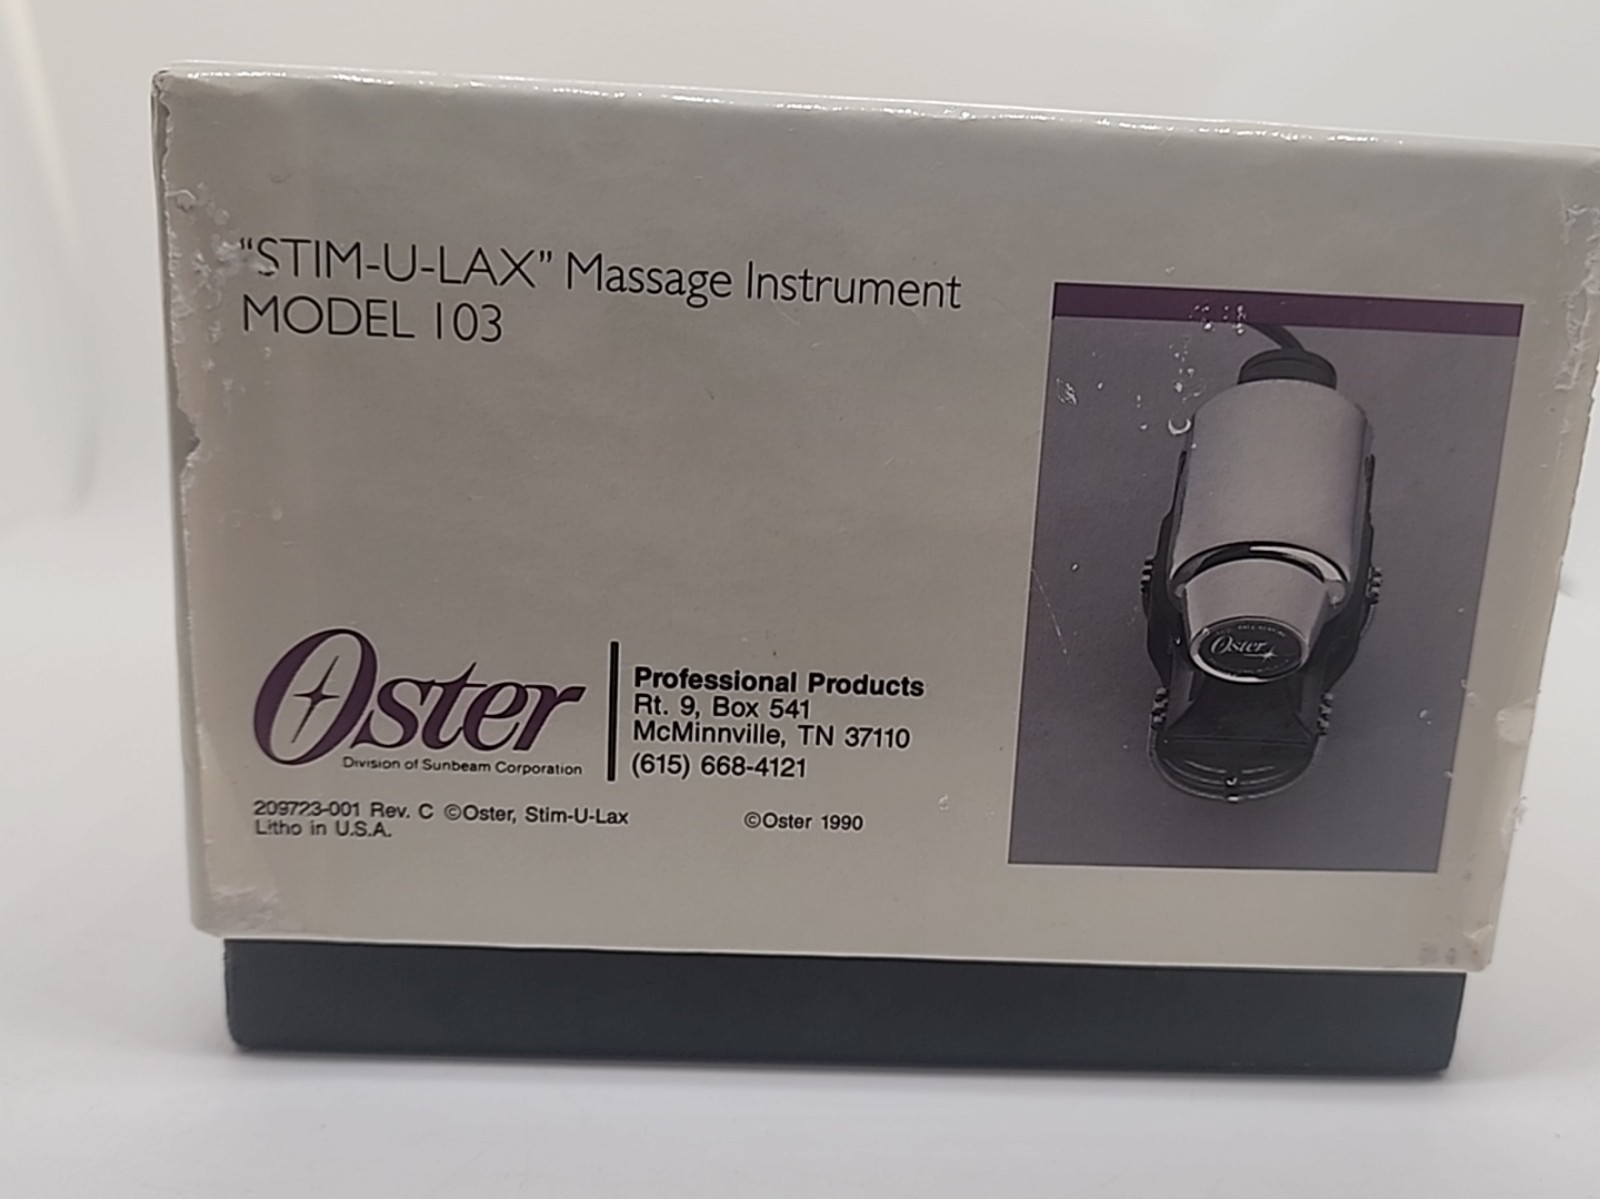 "STIM-U-LAX" Massage Instrument
MODEL 103
Oster
Division of Sunbeam Corporation
Professional Products
Rt. 9, Box 541
McMinnville, TN 37110
(615) 668-4121
209723-001 Rev. C ©Oster, Stim-U-Lax
Litho in U.S.A.
©Oster 1990
Oster